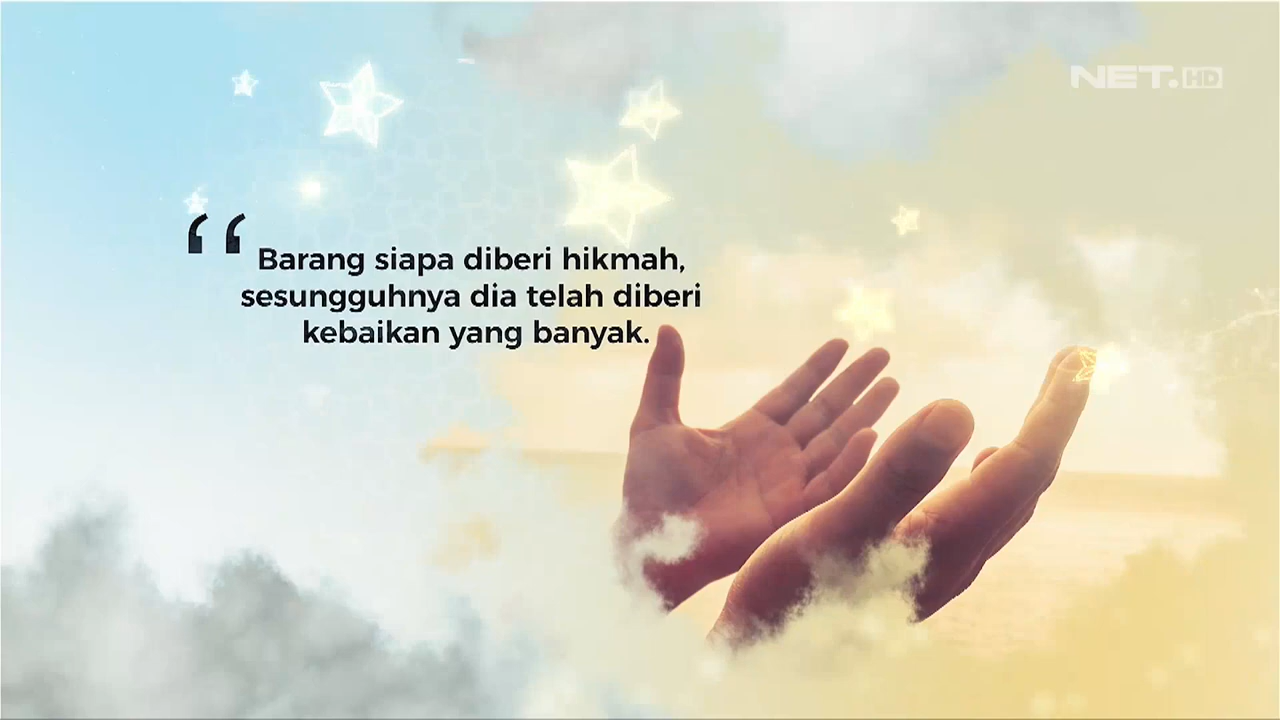 NET. HD
“ Barang siapa diberi hikmah,
sesungguhnya dia telah diberi
kebaikan yang banyak.